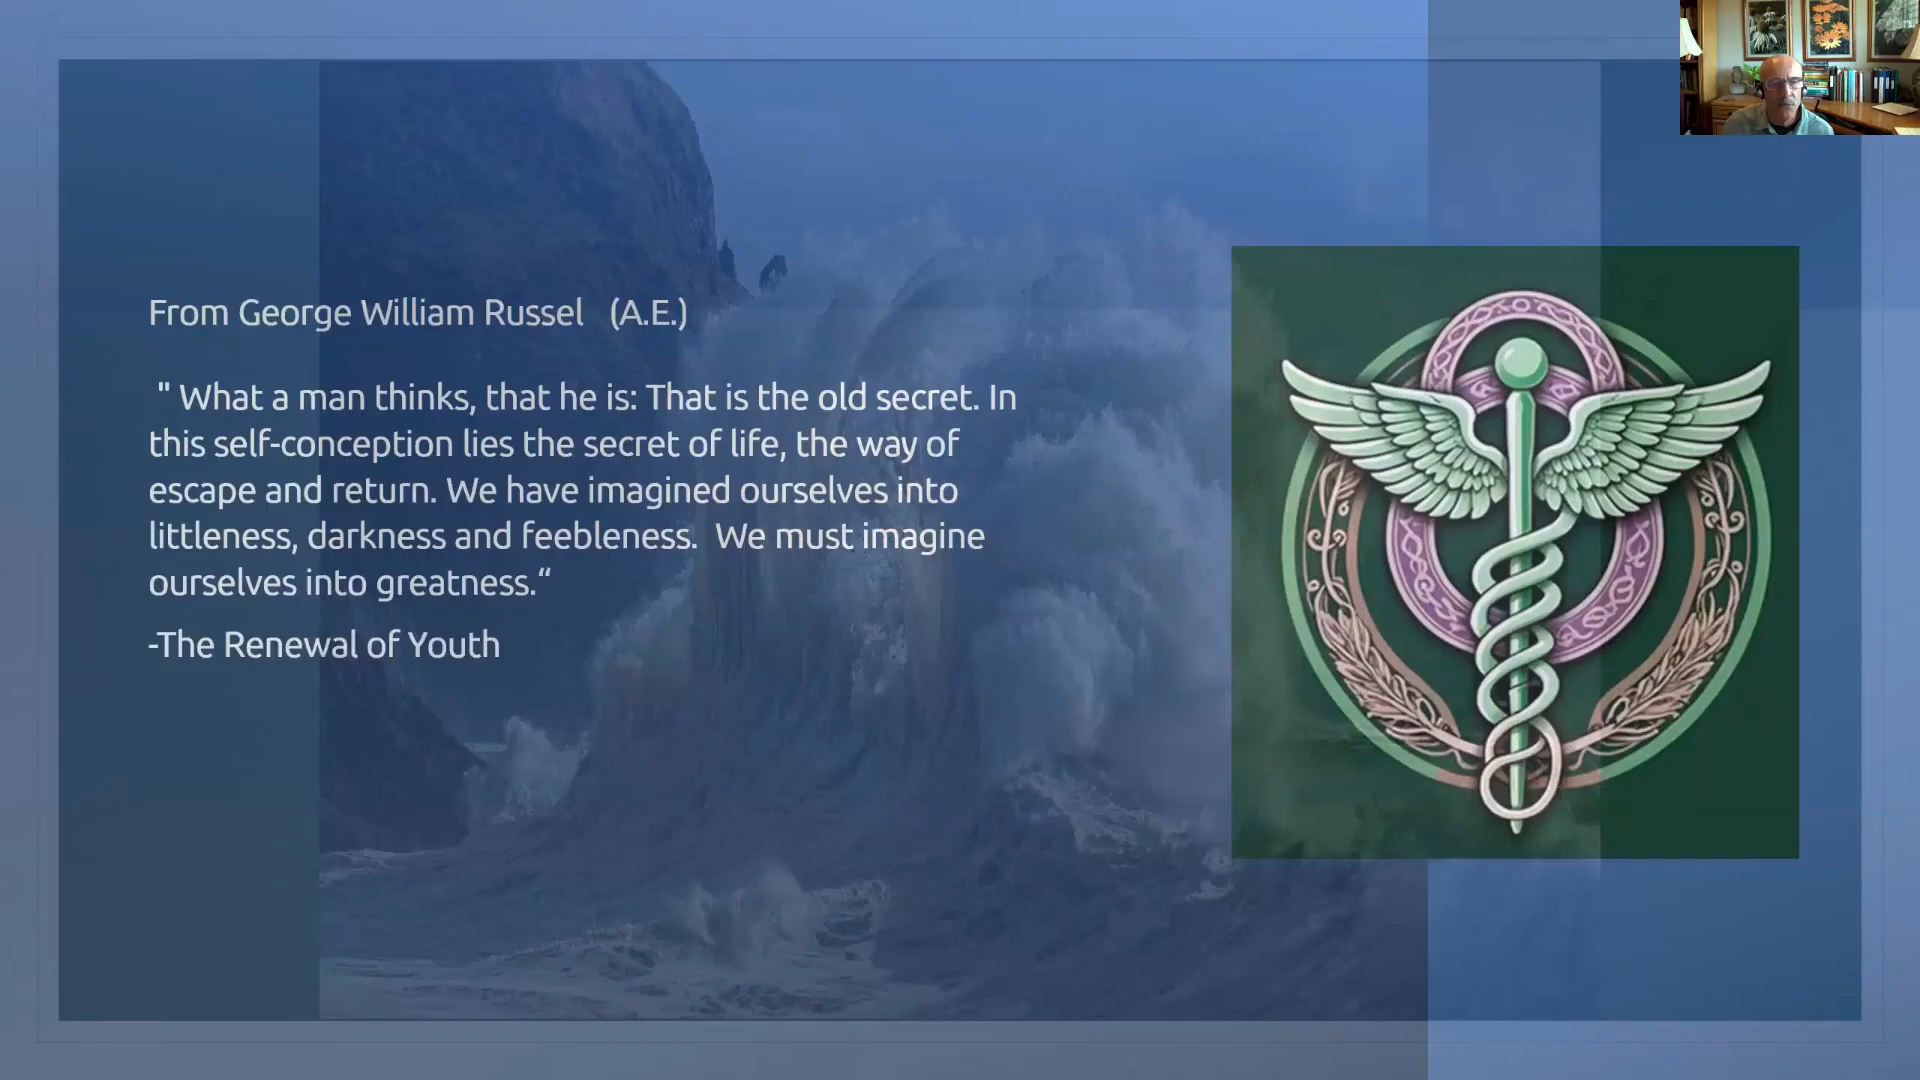 From George William Russel (A.E.)
" What a man thinks, that he is: That is the old secret. In
this self-conception lies the secret of life, the way of
escape and return. We have imagined ourselves into
littleness, darkness and feebleness. We must imagine
ourselves into greatness.“
-The Renewal of Youth